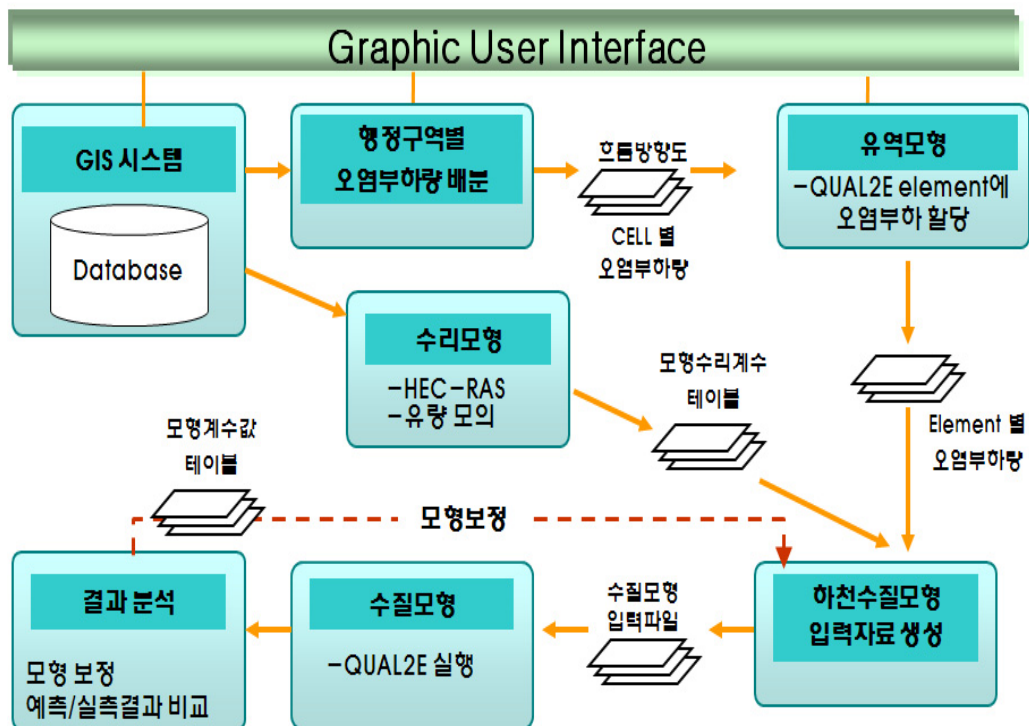 Graphic User Interface
GIS 시스템
Database
행정구역별
오염부하량 배분
흐름방향도
CELL 별
오염부하량
유역모형
-QUAL2E element에
오염부하 할당
수리모형
-HEC-RAS
-유량 모의
모형수리계수
테이블
Element 별
오염부하량
모형계수값
테이블
모형보정
결과 분석
모형 보정
예측/실측결과 비교
수질모형
-QUAL2E 실행
수질모형
입력파일
하천수질모형
입력자료 생성